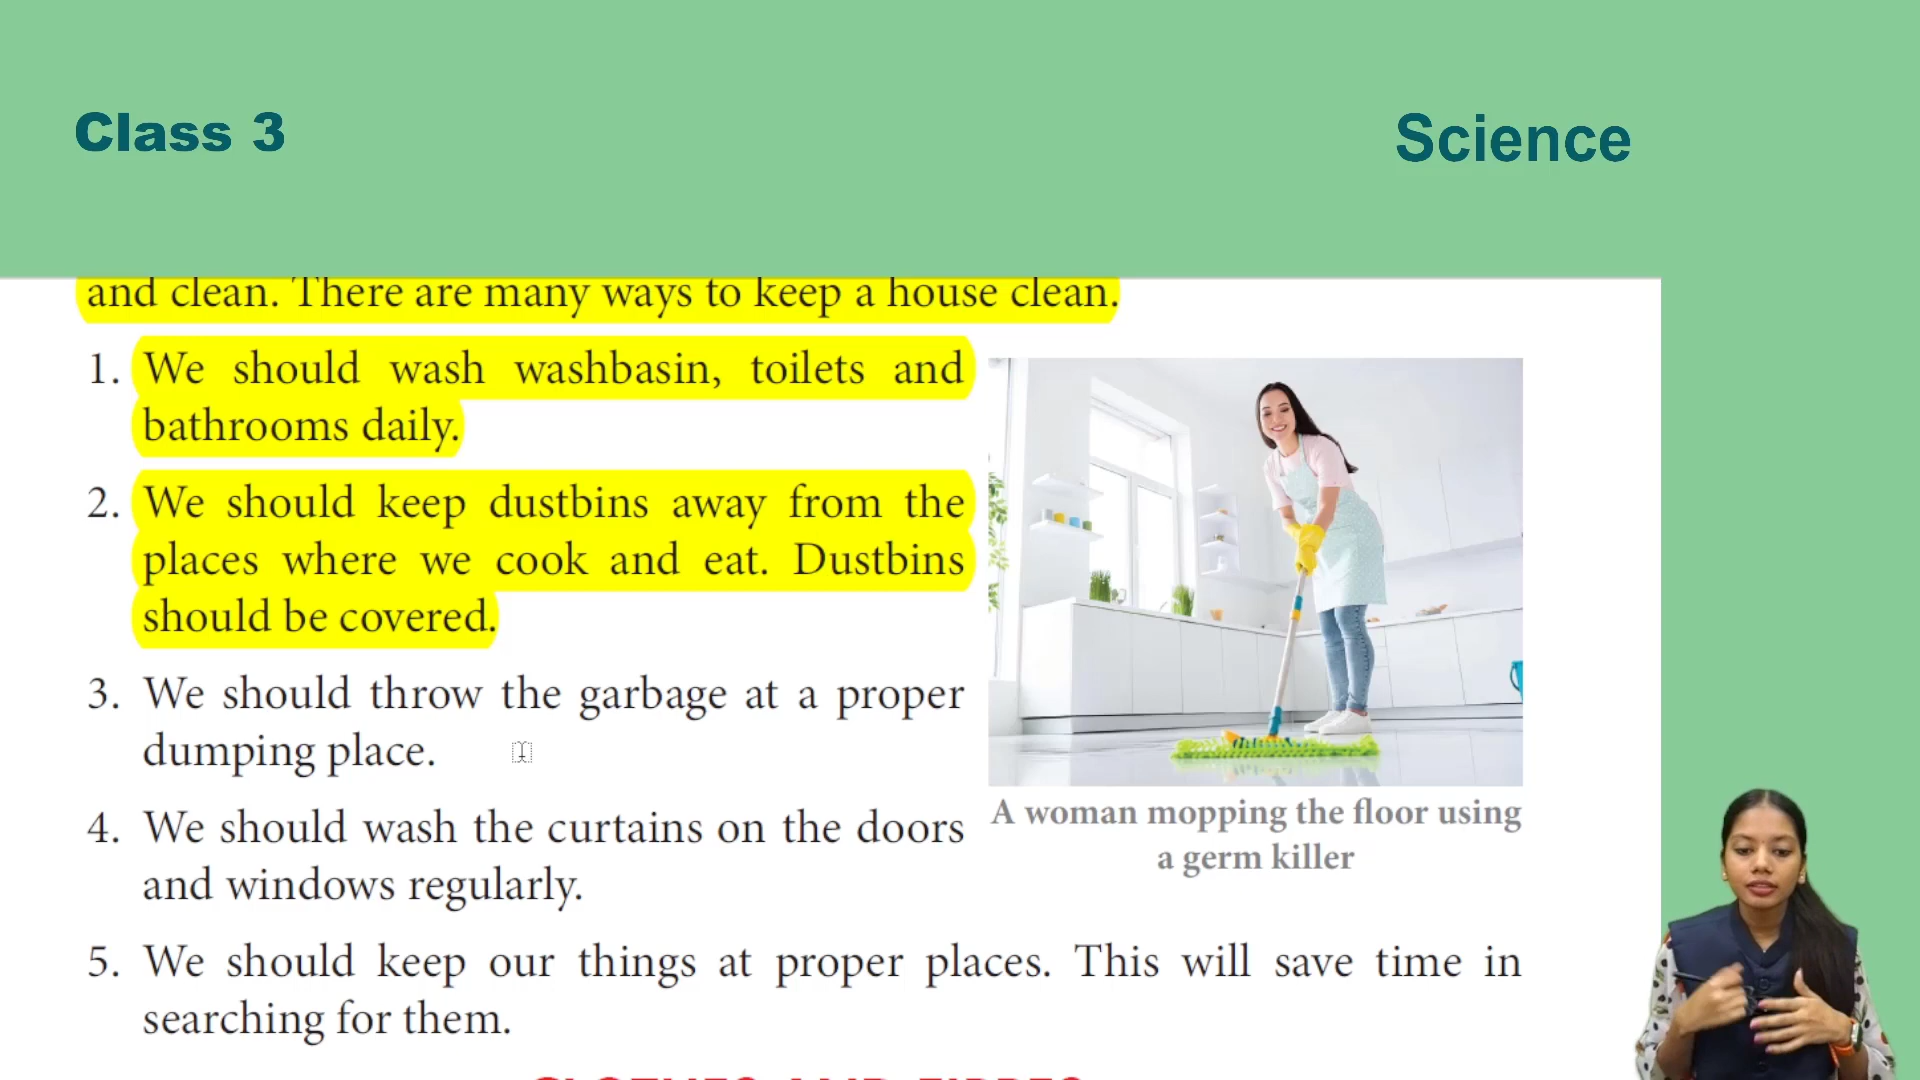 Class 3
Science
and clean. There are many ways to keep a house clean.
1. We should wash washbasin, toilets and
bathrooms daily.
2. We should keep dustbins away from the
places where we cook and eat. Dustbins
should be covered.
3. We should throw the garbage at a proper
dumping place.
4. We should wash the curtains on the doors
and windows regularly.
A woman mopping the floor using
a germ killer
5. We should keep our things at proper places. This will save time in
searching for them.
CLOTHES AND FIBRES